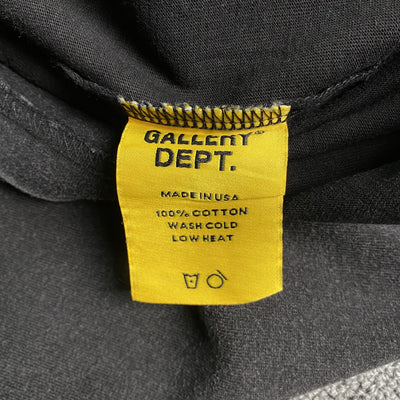 GALLERY®
DEPT.
MADE IN USA
100% COTTON
WASH COLD
LOW HEAT